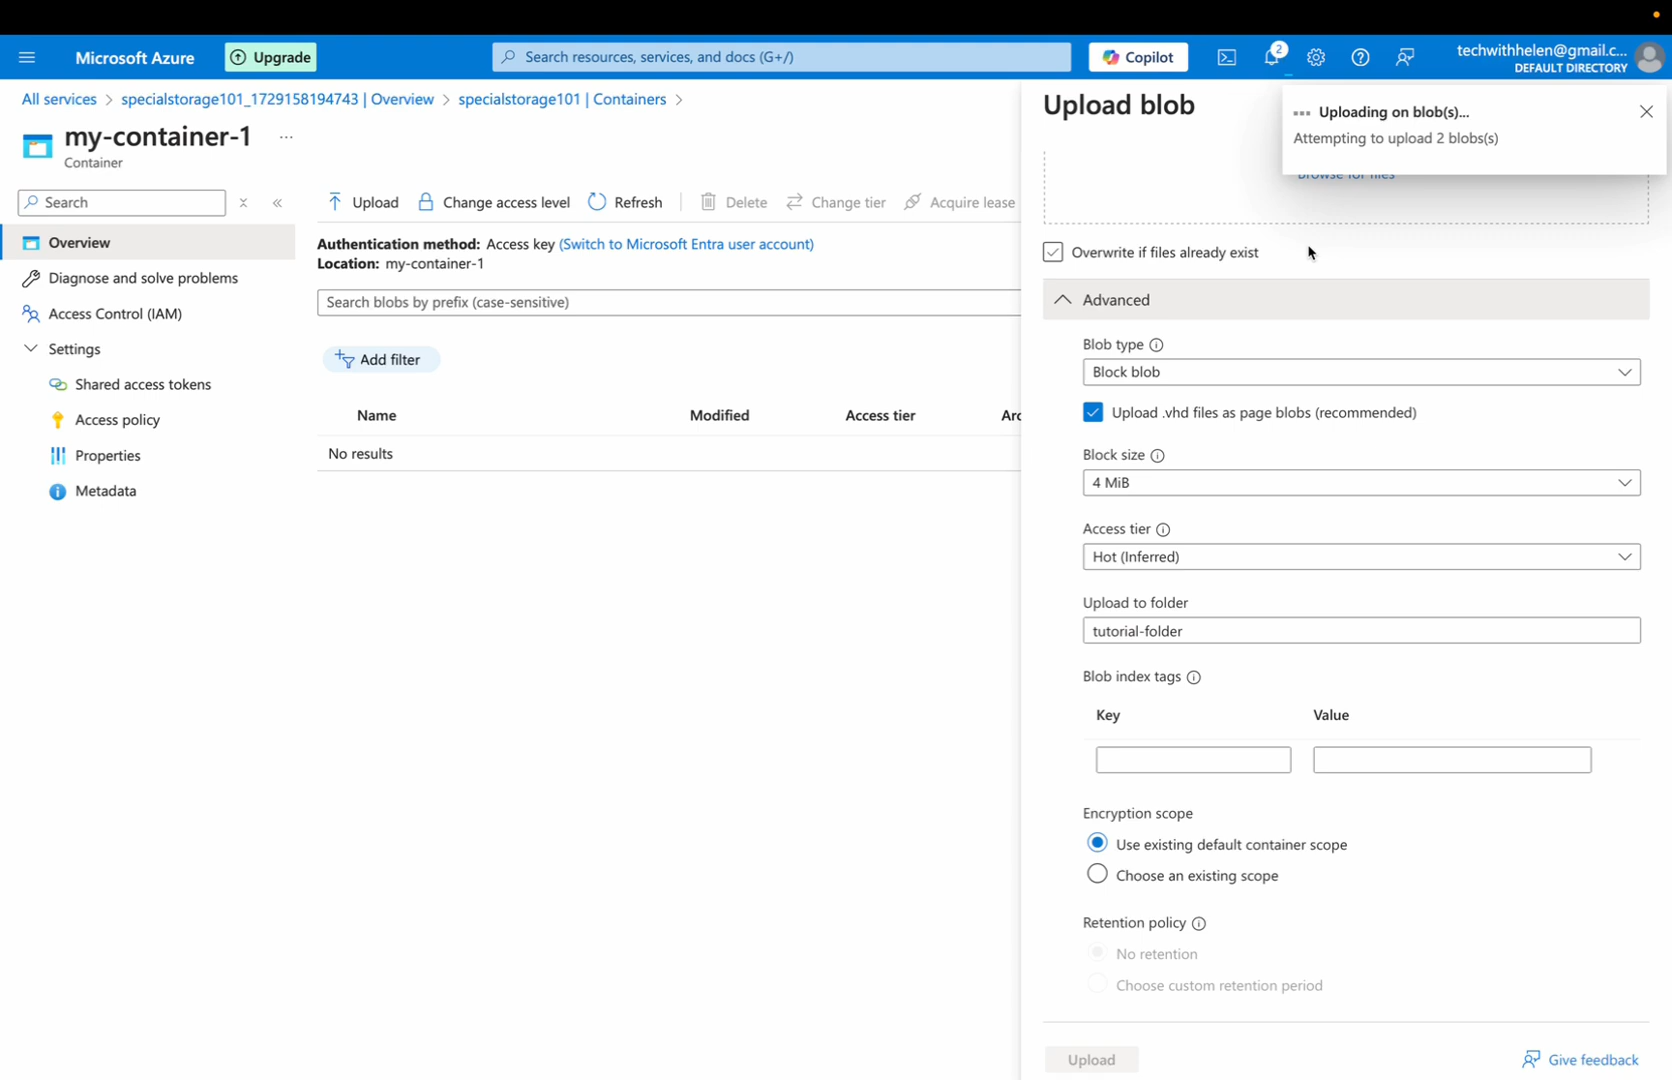 Microsoft Azure
Upgrade
Search resources, services, and docs (G+/)
Copilot
2
techwithhelen@gmail.c...
DEFAULT DIRECTORY
All services > specialstorage101_1729158194743 | Overview > specialstorage101 | Containers >
my-container-1 ...
Container
Search
Overview
Diagnose and solve problems
Access Control (IAM)
Settings
Shared access tokens
Access policy
Properties
Metadata
Upload
Change access level
Refresh
Delete
Change tier
Acquire lease
Authentication method: Access key (Switch to Microsoft Entra user account)
Location: my-container-1
Search blobs by prefix (case-sensitive)
Add filter
Name Modified Access tier Arc
No results
Upload blob
Uploading on blob(s)...
Attempting to upload 2 blobs(s)
Browse for files
Overwrite if files already exist
Advanced
Blob type
Block blob
Upload .vhd files as page blobs (recommended)
Block size
4 MiB
Access tier
Hot (Inferred)
Upload to folder
tutorial-folder
Blob index tags
Key Value
Encryption scope
Use existing default container scope
Choose an existing scope
Retention policy
No retention
Choose custom retention period
Upload
Give feedback